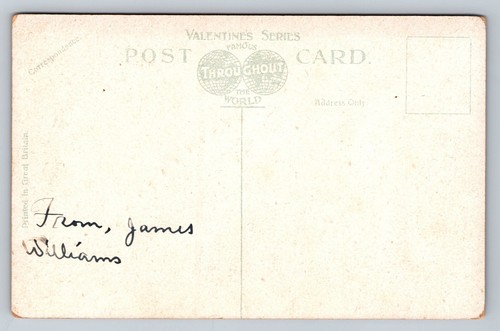 VALENTINES SERIES
FAMOUS
POST CARD.
THROUGHOUT
THE
WORLD
Correspondence.
Address Only
Printed in Great Britain.
From, James
Williams